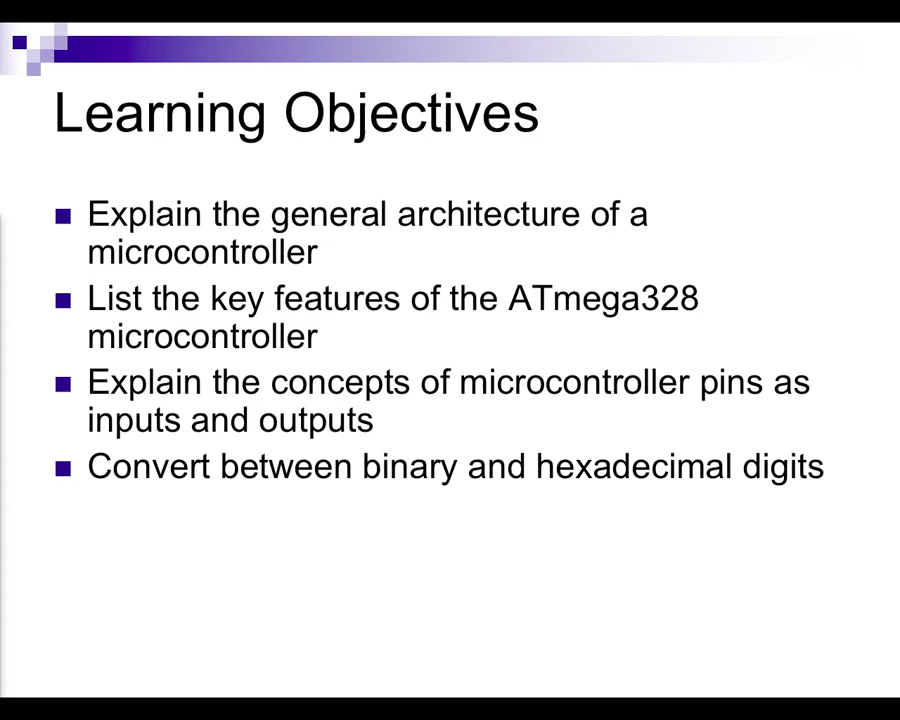 Learning Objectives
Explain the general architecture of a
microcontroller
List the key features of the ATmega328
microcontroller
Explain the concepts of microcontroller pins as
inputs and outputs
Convert between binary and hexadecimal digits